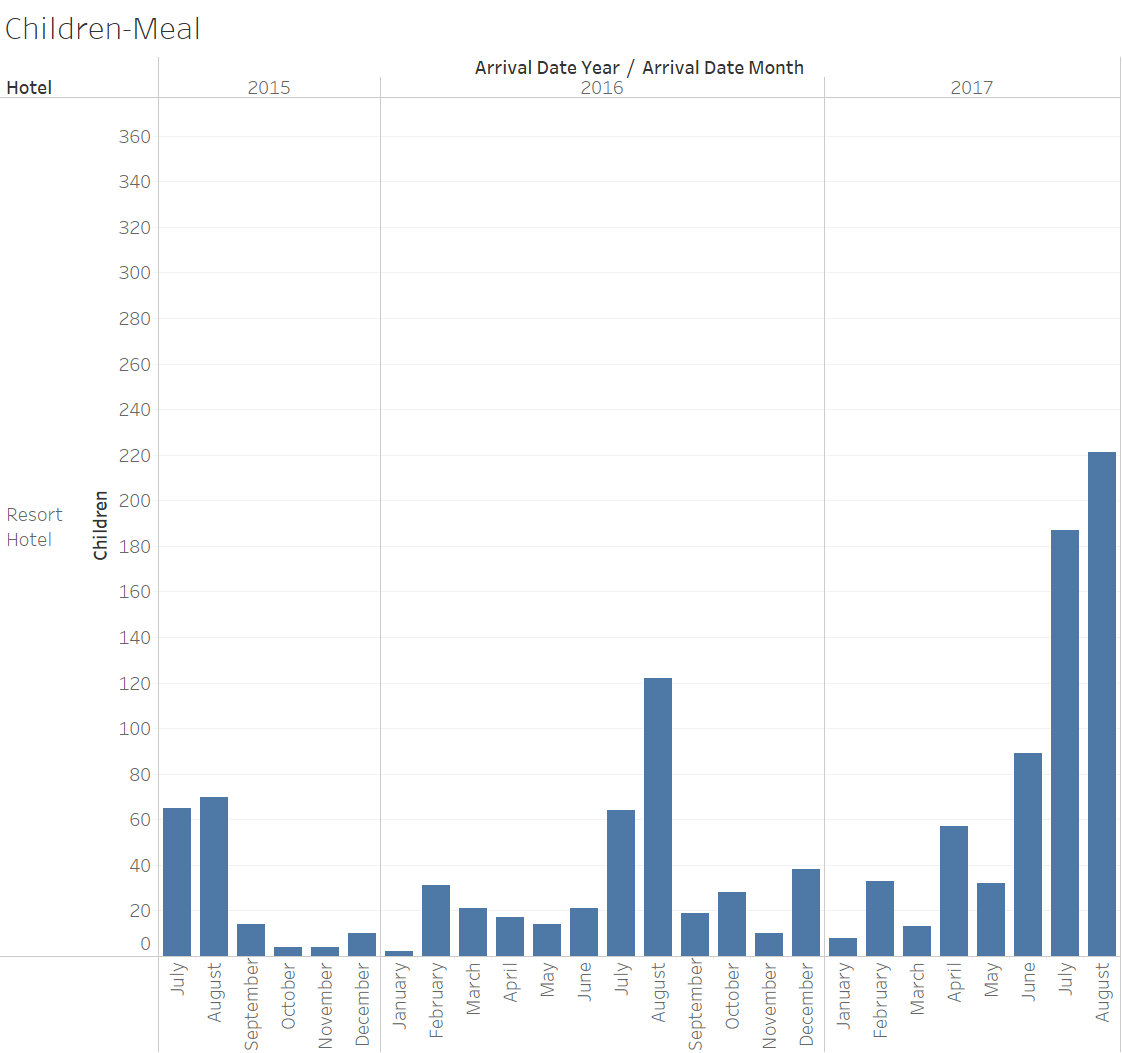 Children-Meal
Arrival Date Year / Arrival Date Month
Hotel 2015 2016 2017
360
340
320
300
280
260
240
220
200
180
160
140
120
100
80
60
40
20
0
Resort
Hotel
Children
July
August
September
October
November
December
January
February
March
April
May
June
July
August
September
October
November
December
January
February
March
April
May
June
July
August